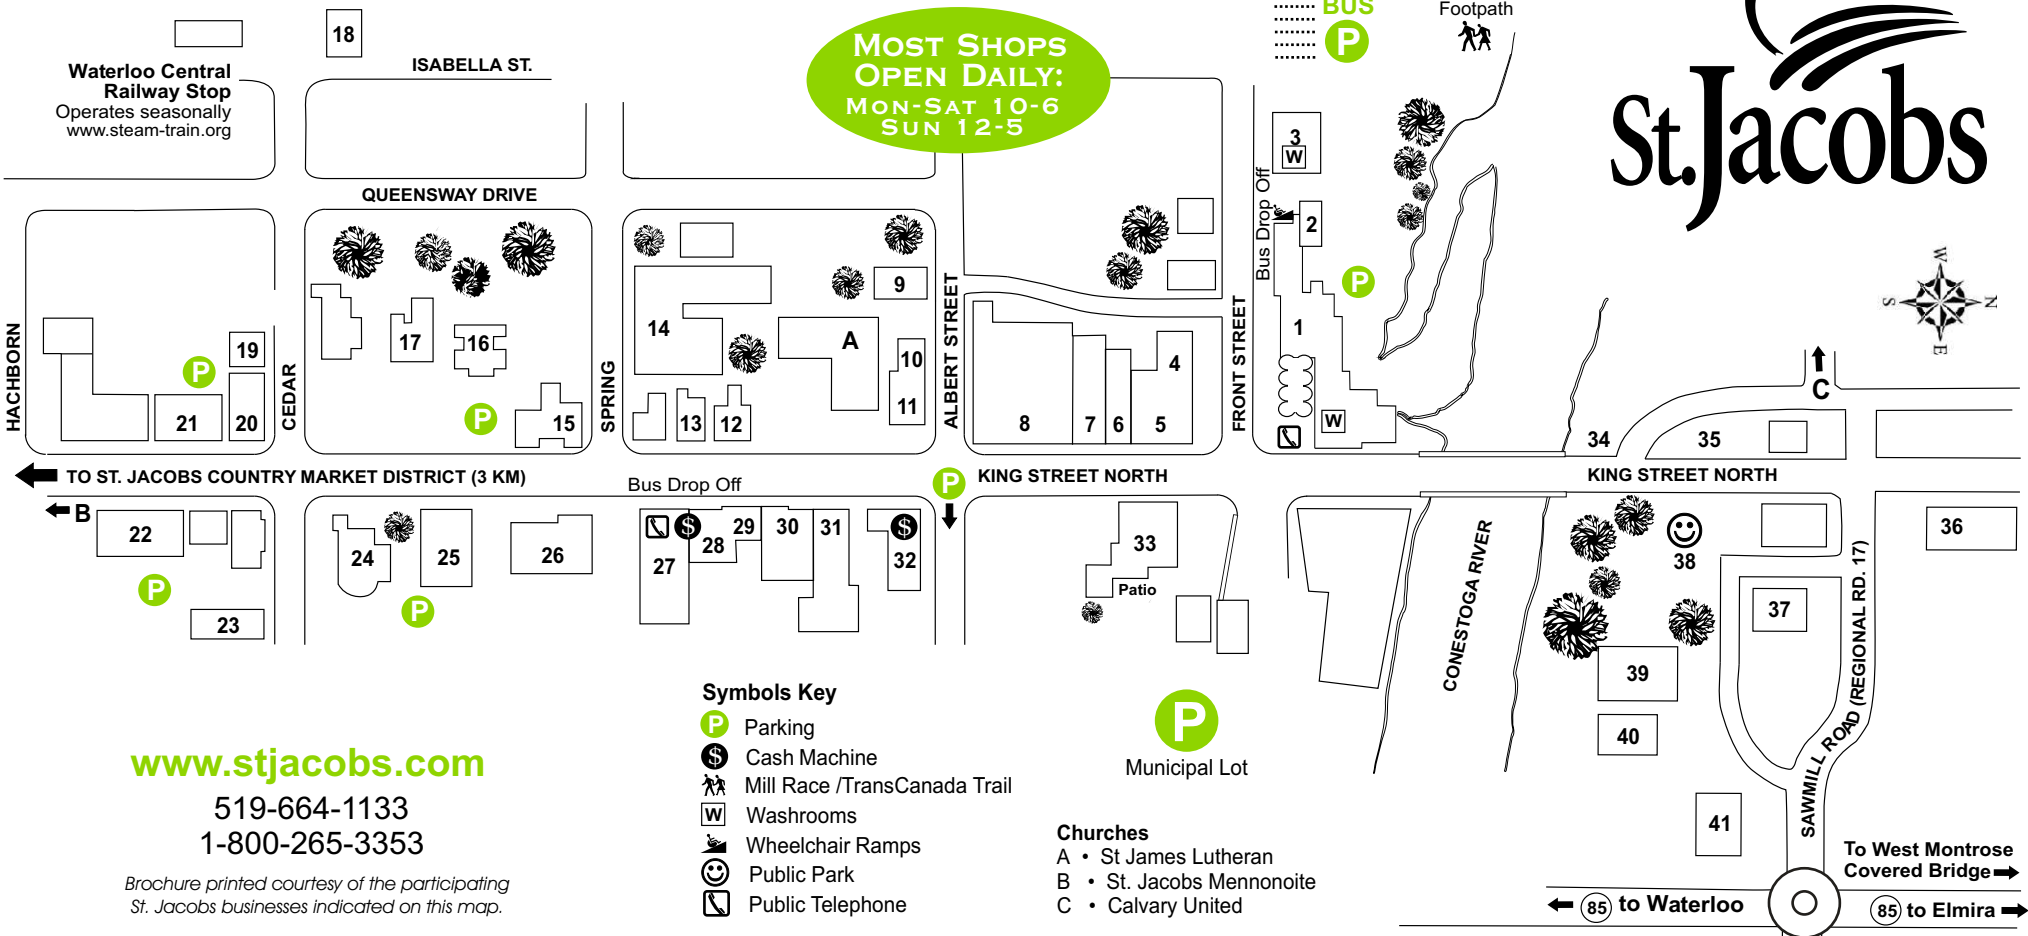 BUS
P
Footpath
18
MOST SHOPS
OPEN DAILY:
MON-SAT 10-6
SUN 12-5
St.Jacobs
Waterloo Central
Railway Stop
Operates seasonally
www.steam-train.org
ISABELLA ST.
QUEENSWAY DRIVE
3
W
Bus Drop Off
2
P
1
W
W
N
S
E
HACHBORN
19
P
21
20
CEDAR
17
16
P
15
SPRING
14
13
12
A
9
10
11
ALBERT STREET
8
7
6
5
4
FRONT STREET
34
35
C
TO ST. JACOBS COUNTRY MARKET DISTRICT (3 KM)
Bus Drop Off
P
KING STREET NORTH
KING STREET NORTH
B
22
P
23
24
25
P
26
27
$
28
29
30
31
$
32
33
Patio
CONESTOGA RIVER
38
36
37
39
40
41
SAWMILL ROAD (REGIONAL RD. 17)
www.stjacobs.com
519-664-1133
1-800-265-3353
Brochure printed courtesy of the participating
St. Jacobs businesses indicated on this map.
Symbols Key
P Parking
$ Cash Machine
Mill Race /TransCanada Trail
W Washrooms
Wheelchair Ramps
Public Park
Public Telephone
P
Municipal Lot
Churches
A • St James Lutheran
B • St. Jacobs Mennonoite
C • Calvary United
To West Montrose
Covered Bridge
85 to Waterloo
85 to Elmira